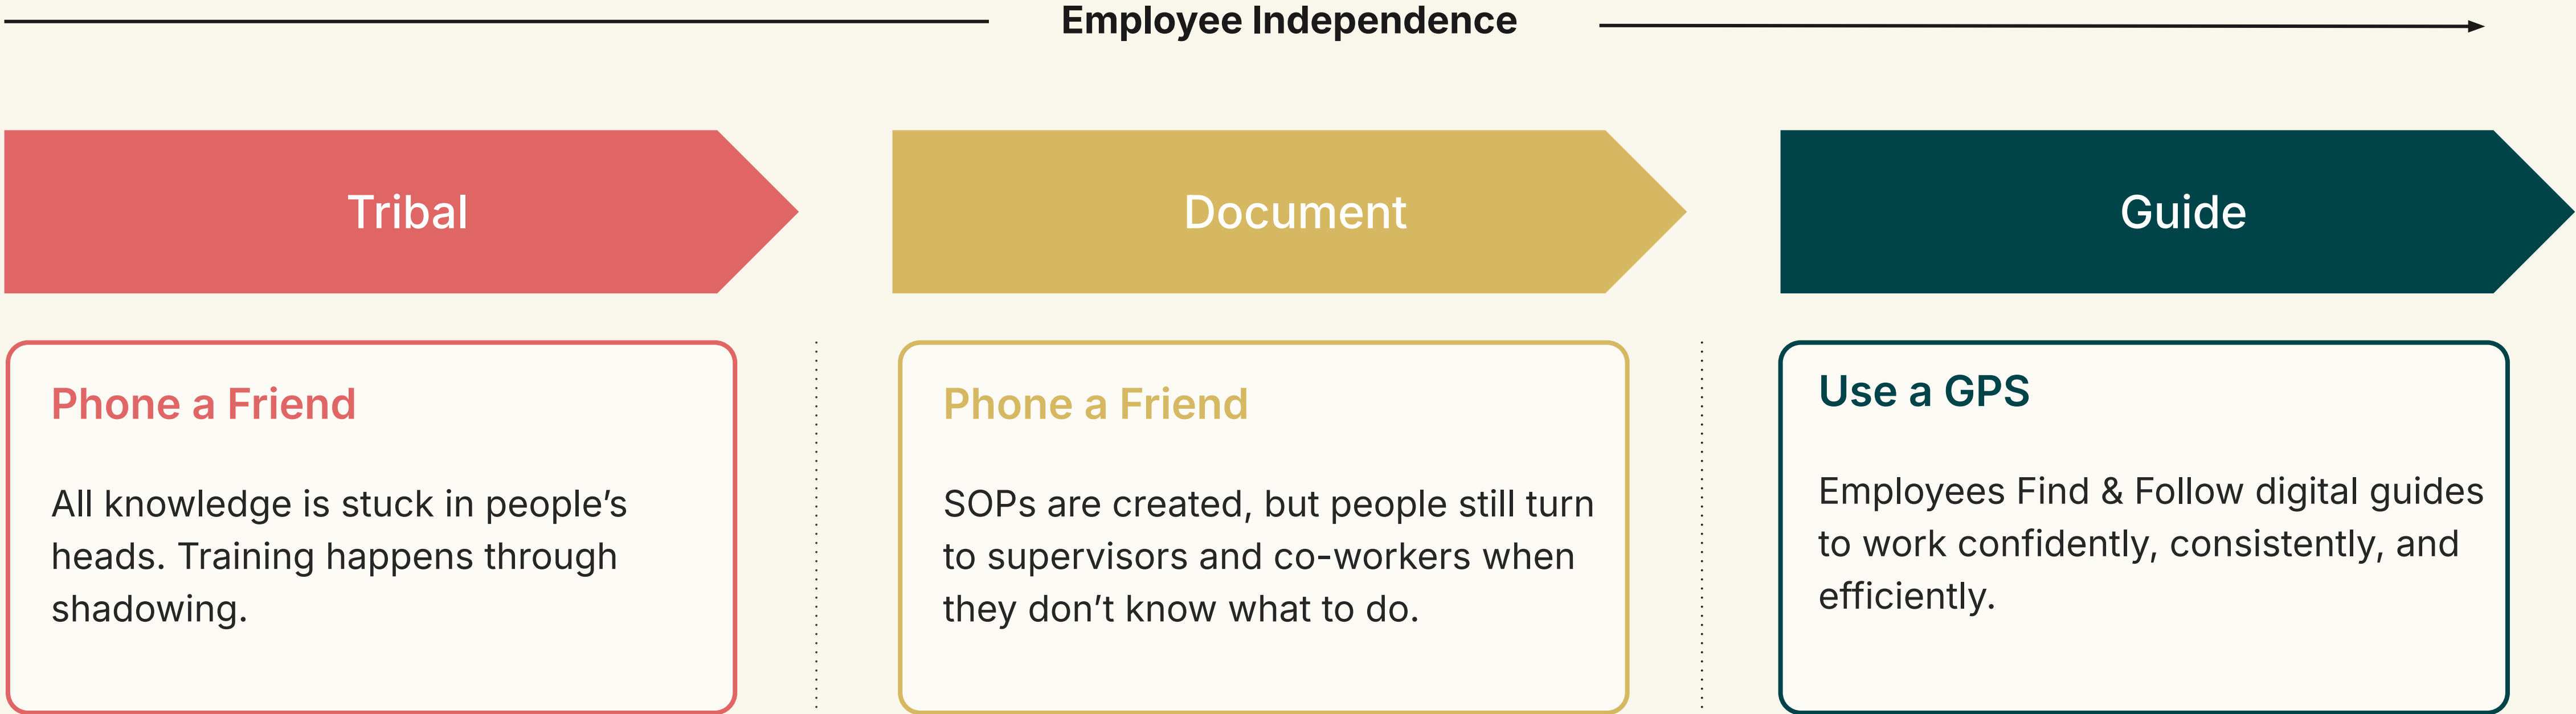 Employee Independence
Tribal
Document
Guide
Phone a Friend
All knowledge is stuck in people’s
heads. Training happens through
shadowing.
Phone a Friend
SOPs are created, but people still turn
to supervisors and co-workers when
they don’t know what to do.
Use a GPS
Employees Find & Follow digital guides
to work confidently, consistently, and
efficiently.